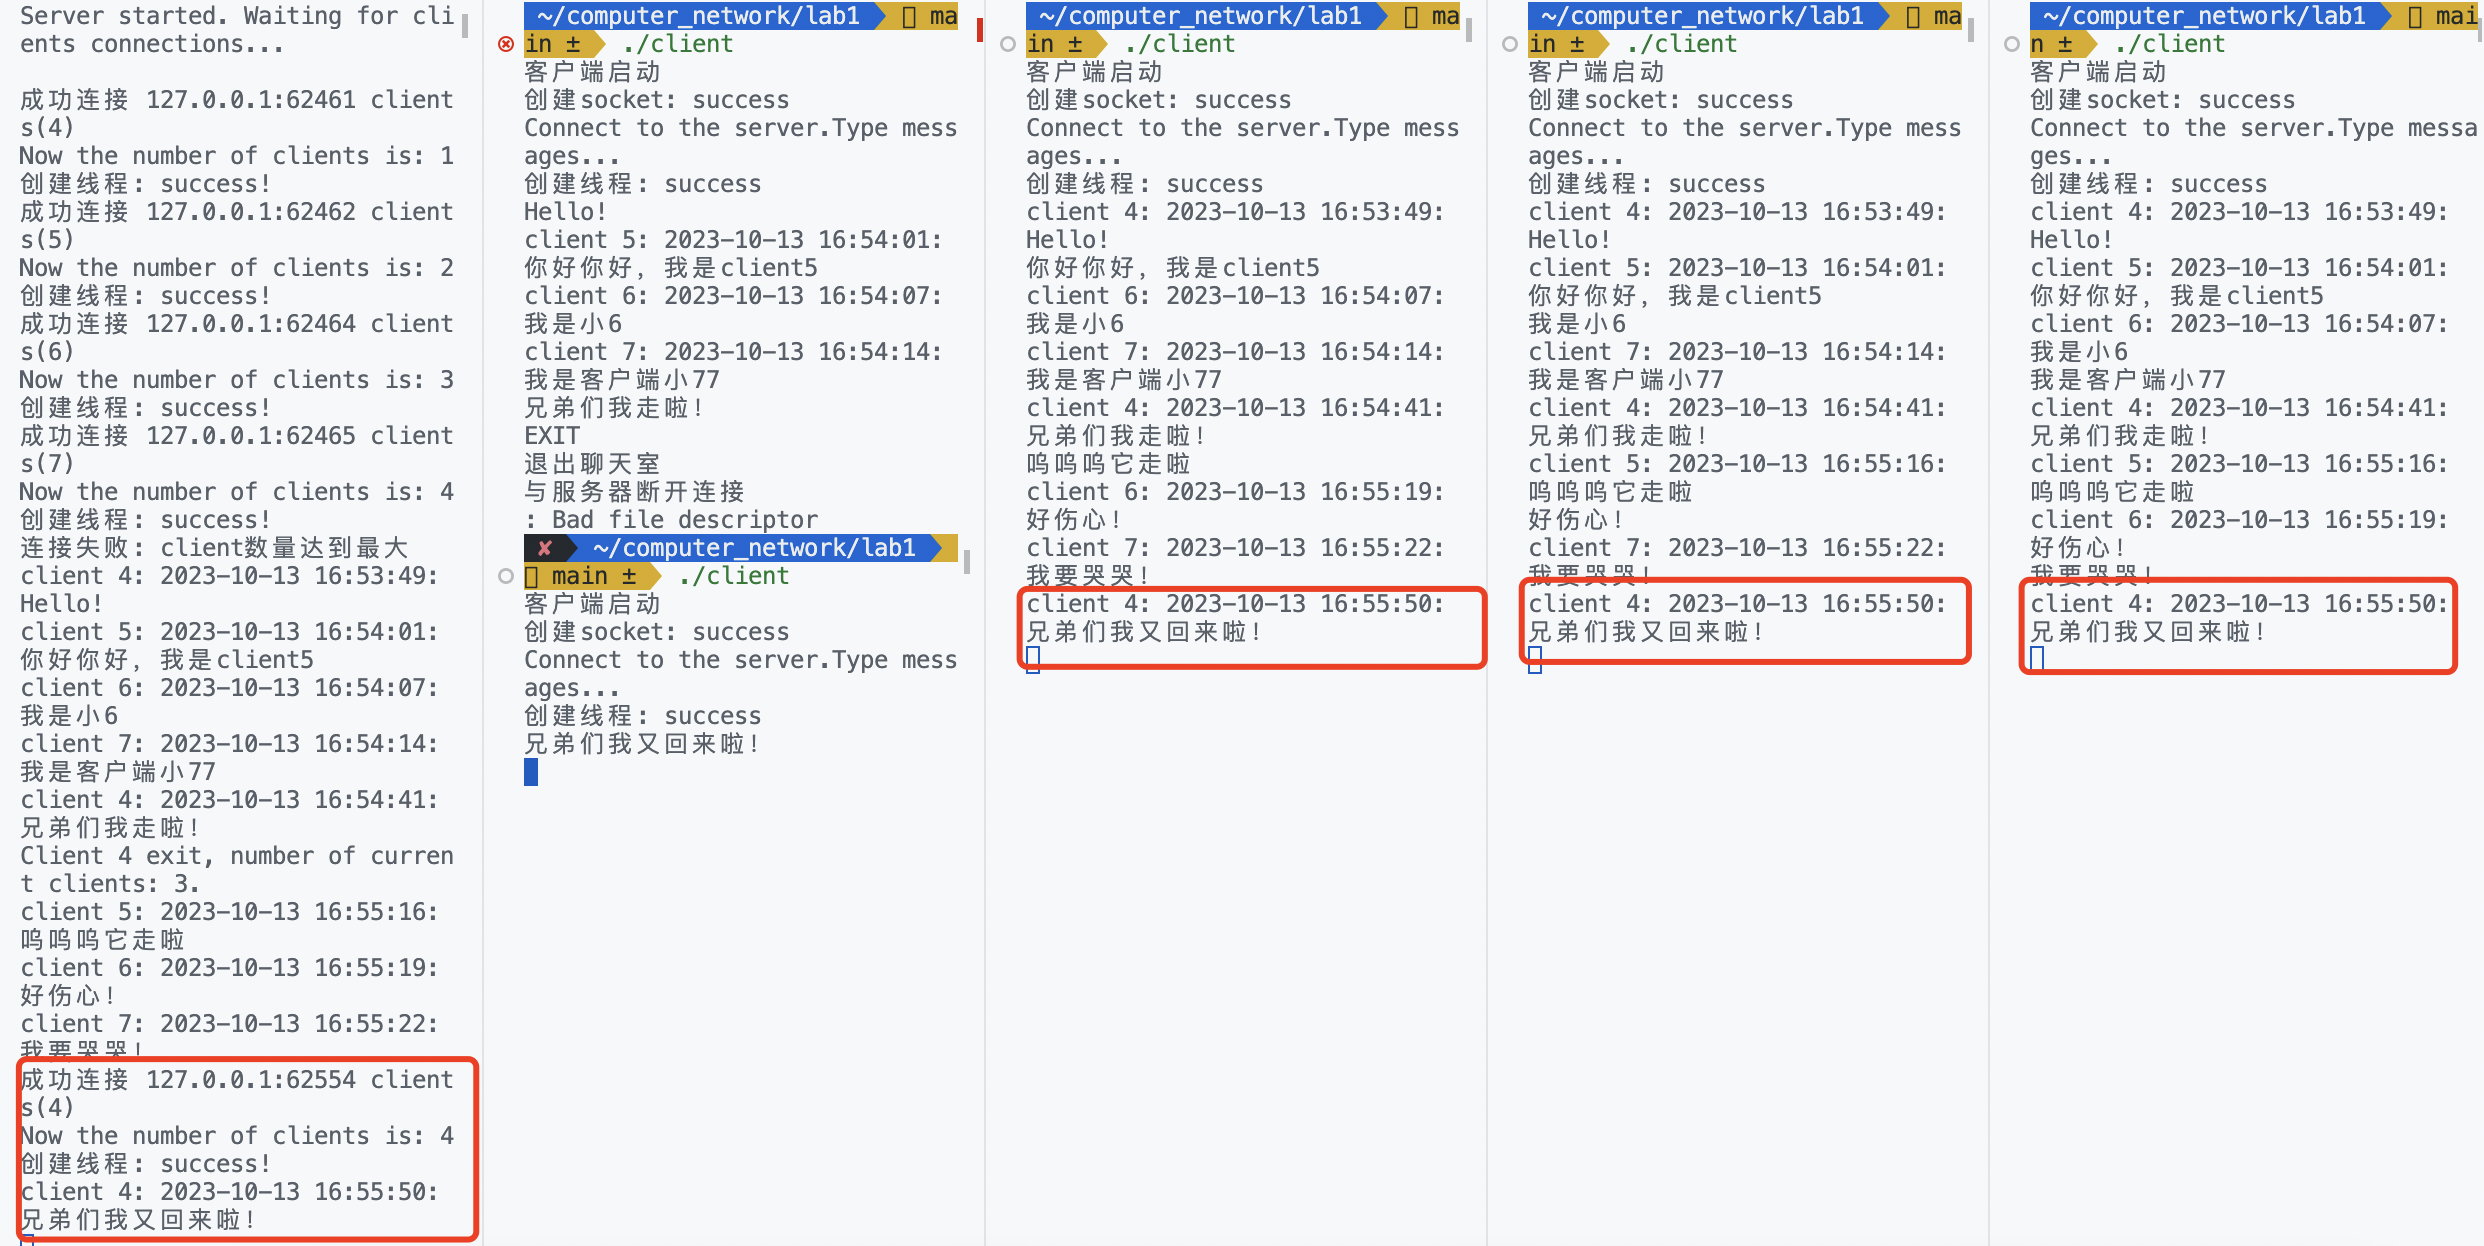 Server started. Waiting for cli
ents connections...
成功连接 127.0.0.1:62461 client
s(4)
Now the number of clients is: 1
创建线程: success!
成功连接 127.0.0.1:62462 client
s(5)
Now the number of clients is: 2
创建线程: success!
成功连接 127.0.0.1:62464 client
s(6)
Now the number of clients is: 3
创建线程: success!
成功连接 127.0.0.1:62465 client
s(7)
Now the number of clients is: 4
创建线程: success!
连接失败: client数量达到最大
client 4: 2023-10-13 16:53:49:
Hello!
client 5: 2023-10-13 16:54:01:
你好你好, 我是client5
client 6: 2023-10-13 16:54:07:
我是小6
client 7: 2023-10-13 16:54:14:
我是客户端小77
client 4: 2023-10-13 16:54:41:
兄弟们我走啦!
Client 4 exit, number of curren
t clients: 3.
client 5: 2023-10-13 16:55:16:
呜呜呜它走啦
client 6: 2023-10-13 16:55:19:
好伤心!
client 7: 2023-10-13 16:55:22:
我要哭哭!
成功连接 127.0.0.1:62554 client
s(4)
Now the number of clients is: 4
创建线程: success!
client 4: 2023-10-13 16:55:50:
兄弟们我又回来啦!
~/computer_network/lab1 ma
in ± ./client
客户端启动
创建socket: success
Connect to the server.Type mess
ages...
创建线程: success
Hello!
client 5: 2023-10-13 16:54:01:
你好你好, 我是client5
client 6: 2023-10-13 16:54:07:
我是小6
client 7: 2023-10-13 16:54:14:
我是客户端小77
兄弟们我走啦!
EXIT
退出聊天室
与服务器断开连接
: Bad file descriptor
✘ ~/computer_network/lab1
main ± ./client
客户端启动
创建socket: success
Connect to the server.Type mess
ages...
创建线程: success
兄弟们我又回来啦!
~/computer_network/lab1 ma
in ± ./client
客户端启动
创建socket: success
Connect to the server.Type mess
ages...
创建线程: success
client 4: 2023-10-13 16:53:49:
Hello!
你好你好, 我是client5
client 6: 2023-10-13 16:54:07:
我是小6
client 7: 2023-10-13 16:54:14:
我是客户端小77
client 4: 2023-10-13 16:54:41:
兄弟们我走啦!
呜呜呜它走啦
client 6: 2023-10-13 16:55:19:
好伤心!
client 7: 2023-10-13 16:55:22:
我要哭哭!
client 4: 2023-10-13 16:55:50:
兄弟们我又回来啦!
~/computer_network/lab1 ma
in ± ./client
客户端启动
创建socket: success
Connect to the server.Type mess
ages...
创建线程: success
client 4: 2023-10-13 16:53:49:
Hello!
client 5: 2023-10-13 16:54:01:
你好你好, 我是client5
我是小6
client 7: 2023-10-13 16:54:14:
我是客户端小77
client 4: 2023-10-13 16:54:41:
兄弟们我走啦!
client 5: 2023-10-13 16:55:16:
呜呜呜它走啦
好伤心!
client 7: 2023-10-13 16:55:22:
我要哭哭!
client 4: 2023-10-13 16:55:50:
兄弟们我又回来啦!
~/computer_network/lab1 mai
n ± ./client
客户端启动
创建socket: success
Connect to the server.Type messa
ges...
创建线程: success
client 4: 2023-10-13 16:53:49:
Hello!
client 5: 2023-10-13 16:54:01:
你好你好, 我是client5
client 6: 2023-10-13 16:54:07:
我是小6
我是客户端小77
client 4: 2023-10-13 16:54:41:
兄弟们我走啦!
client 5: 2023-10-13 16:55:16:
呜呜呜它走啦
client 6: 2023-10-13 16:55:19:
好伤心!
我要哭哭!
client 4: 2023-10-13 16:55:50:
兄弟们我又回来啦!